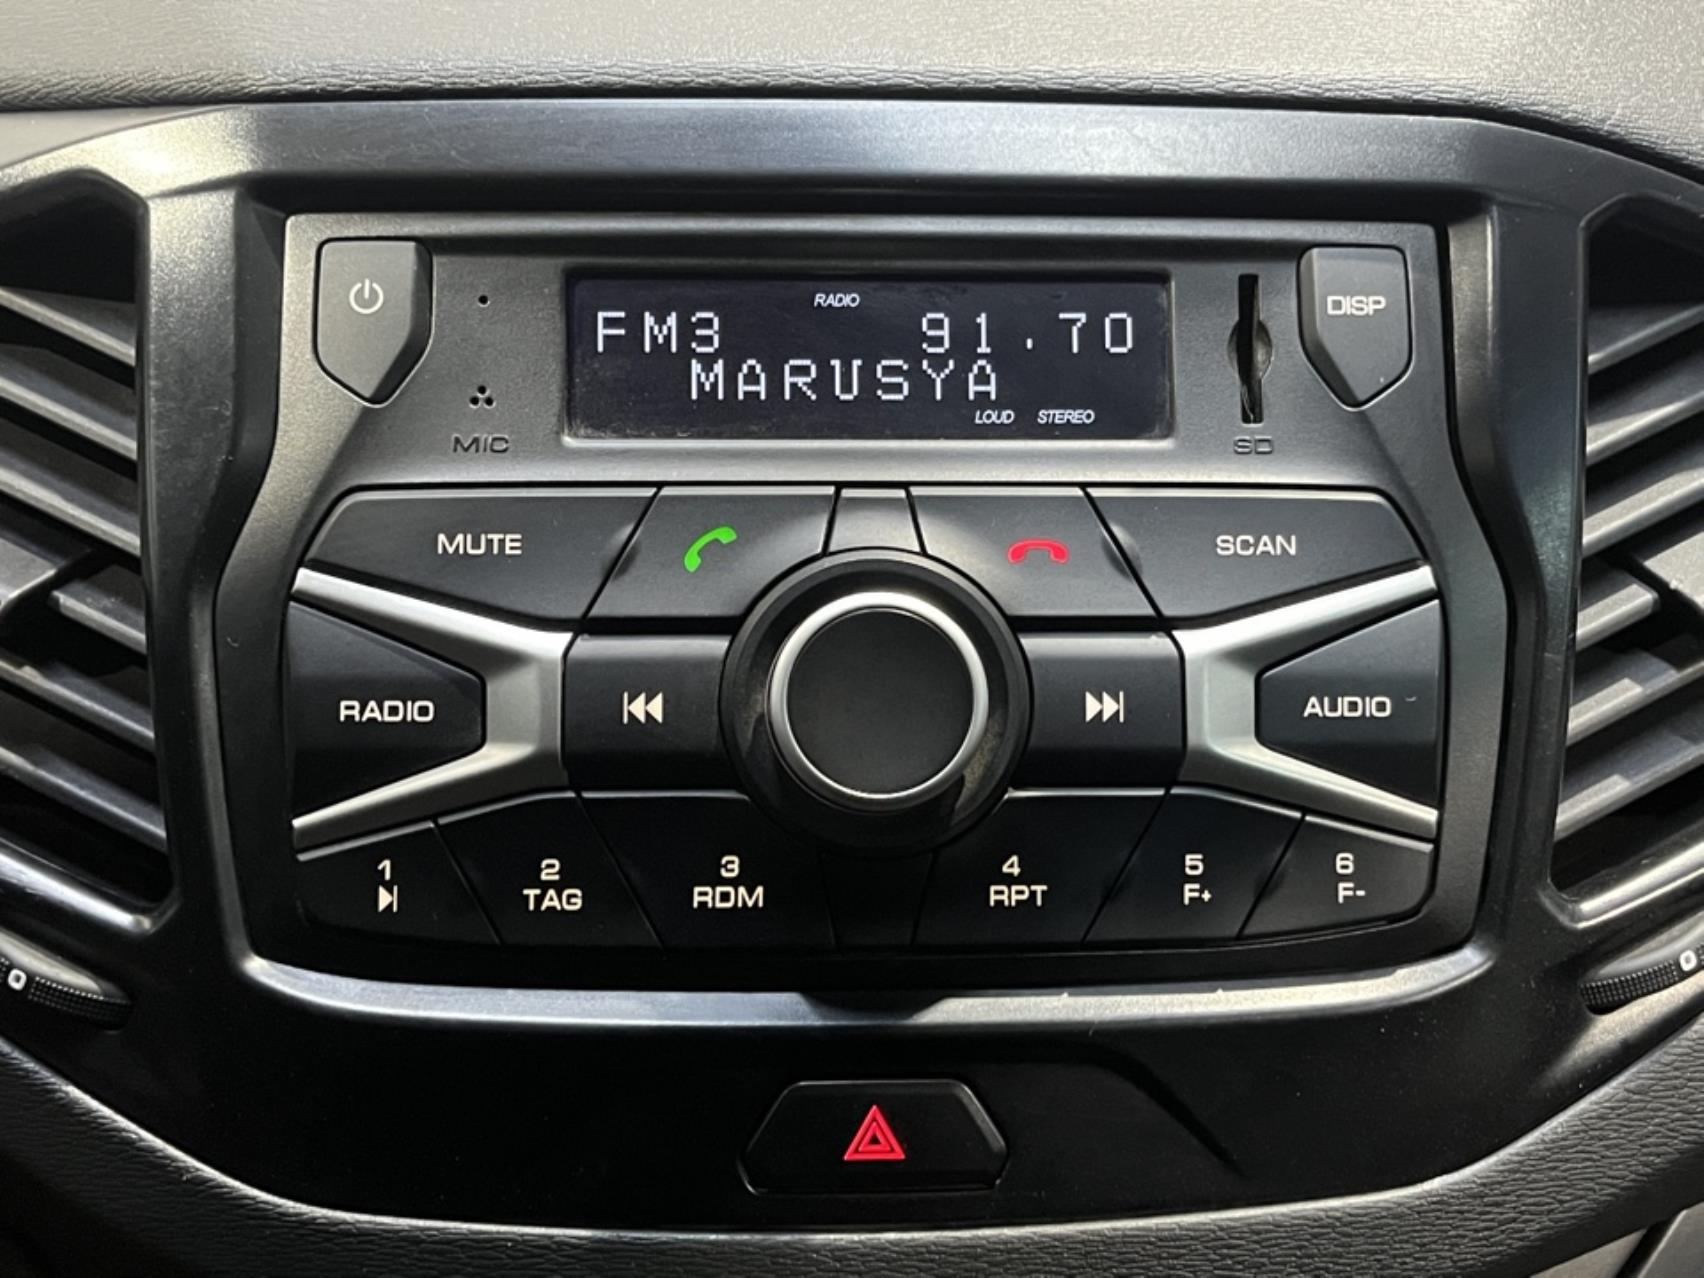 RADIO
FM3 91.70
MARUSYA
LOUD STEREO
DISP
MIC
SD
MUTE
SCAN
RADIO
AUDIO
1
2 TAG
3 RDM
4 RPT
5 F+
6 F-